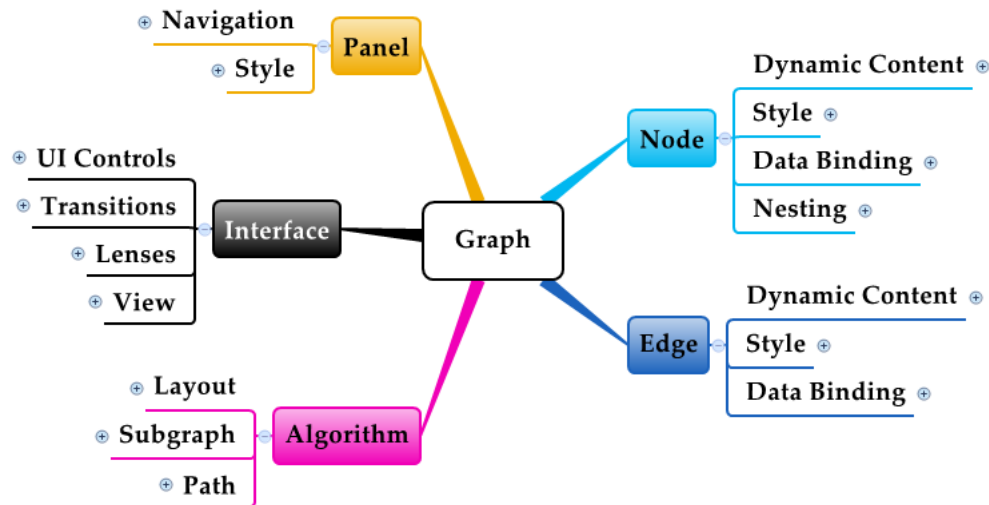 Navigation
Panel
Style
UI Controls
Transitions
Interface
Lenses
View
Graph
Layout
Subgraph
Algorithm
Path
Dynamic Content
Style
Node
Data Binding
Nesting
Dynamic Content
Edge
Style
Data Binding